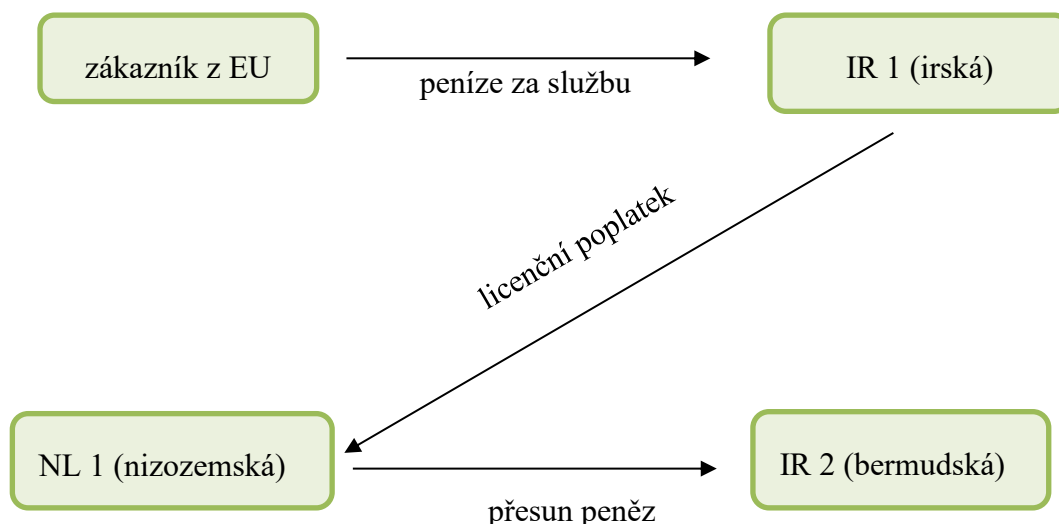 zákazník z EU
peníze za službu
IR 1 (irská)
licenční poplatek
NL 1 (nizozemská)
přesun peněz
IR 2 (bermudská)